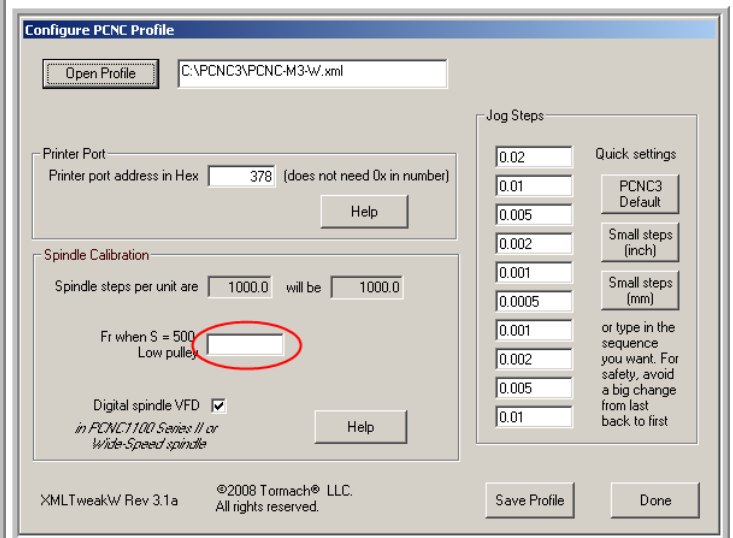 Configure PCNC Profile
Open Profile
C:\PCNC3\PCNC-M3-W.xml
Printer Port
Printer port address in Hex 378 (does not need 0x in number)
Help
Spindle Calibration
Spindle steps per unit are 1000.0 will be 1000.0
Fr when S = 500,
Low pulley
Digital spindle VFD
in PCNC1100 Series II or
Wide-Speed spindle
Help
Jog Steps
0.02
0.01
0.005
0.002
0.001
0.0005
0.001
0.002
0.005
0.01
Quick settings
PCNC3
Default
Small steps
(inch)
Small steps
(mm)
or type in the
sequence
you want. For
safety, avoid
a big change
from last
back to first
XMLTweakW Rev 3.1a
©2008 Tormach® LLC.
All rights reserved.
Save Profile
Done